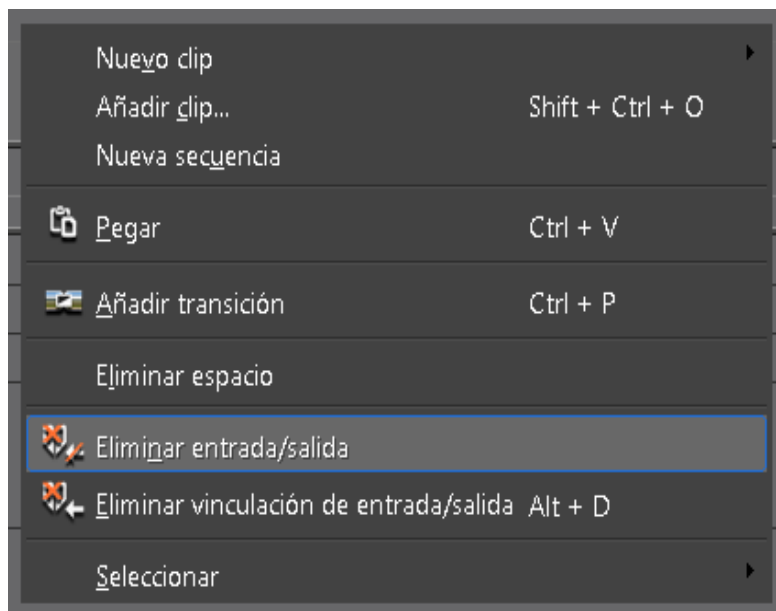 Nuevo clip
Añadir clip... Shift + Ctrl + O
Nueva secuencia
Pegar Ctrl + V
Añadir transición Ctrl + P
Eliminar espacio
Eliminar entrada/salida
Eliminar vinculación de entrada/salida Alt + D
Seleccionar